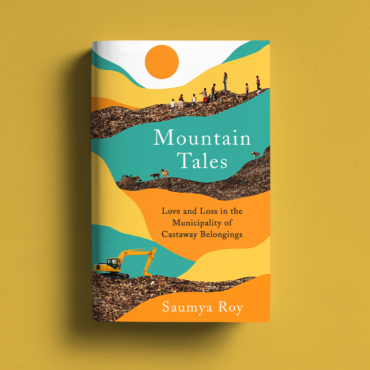 Mountain
Tales
Love and Loss in the
Municipality of
Castaway Belongings
Saumya Roy